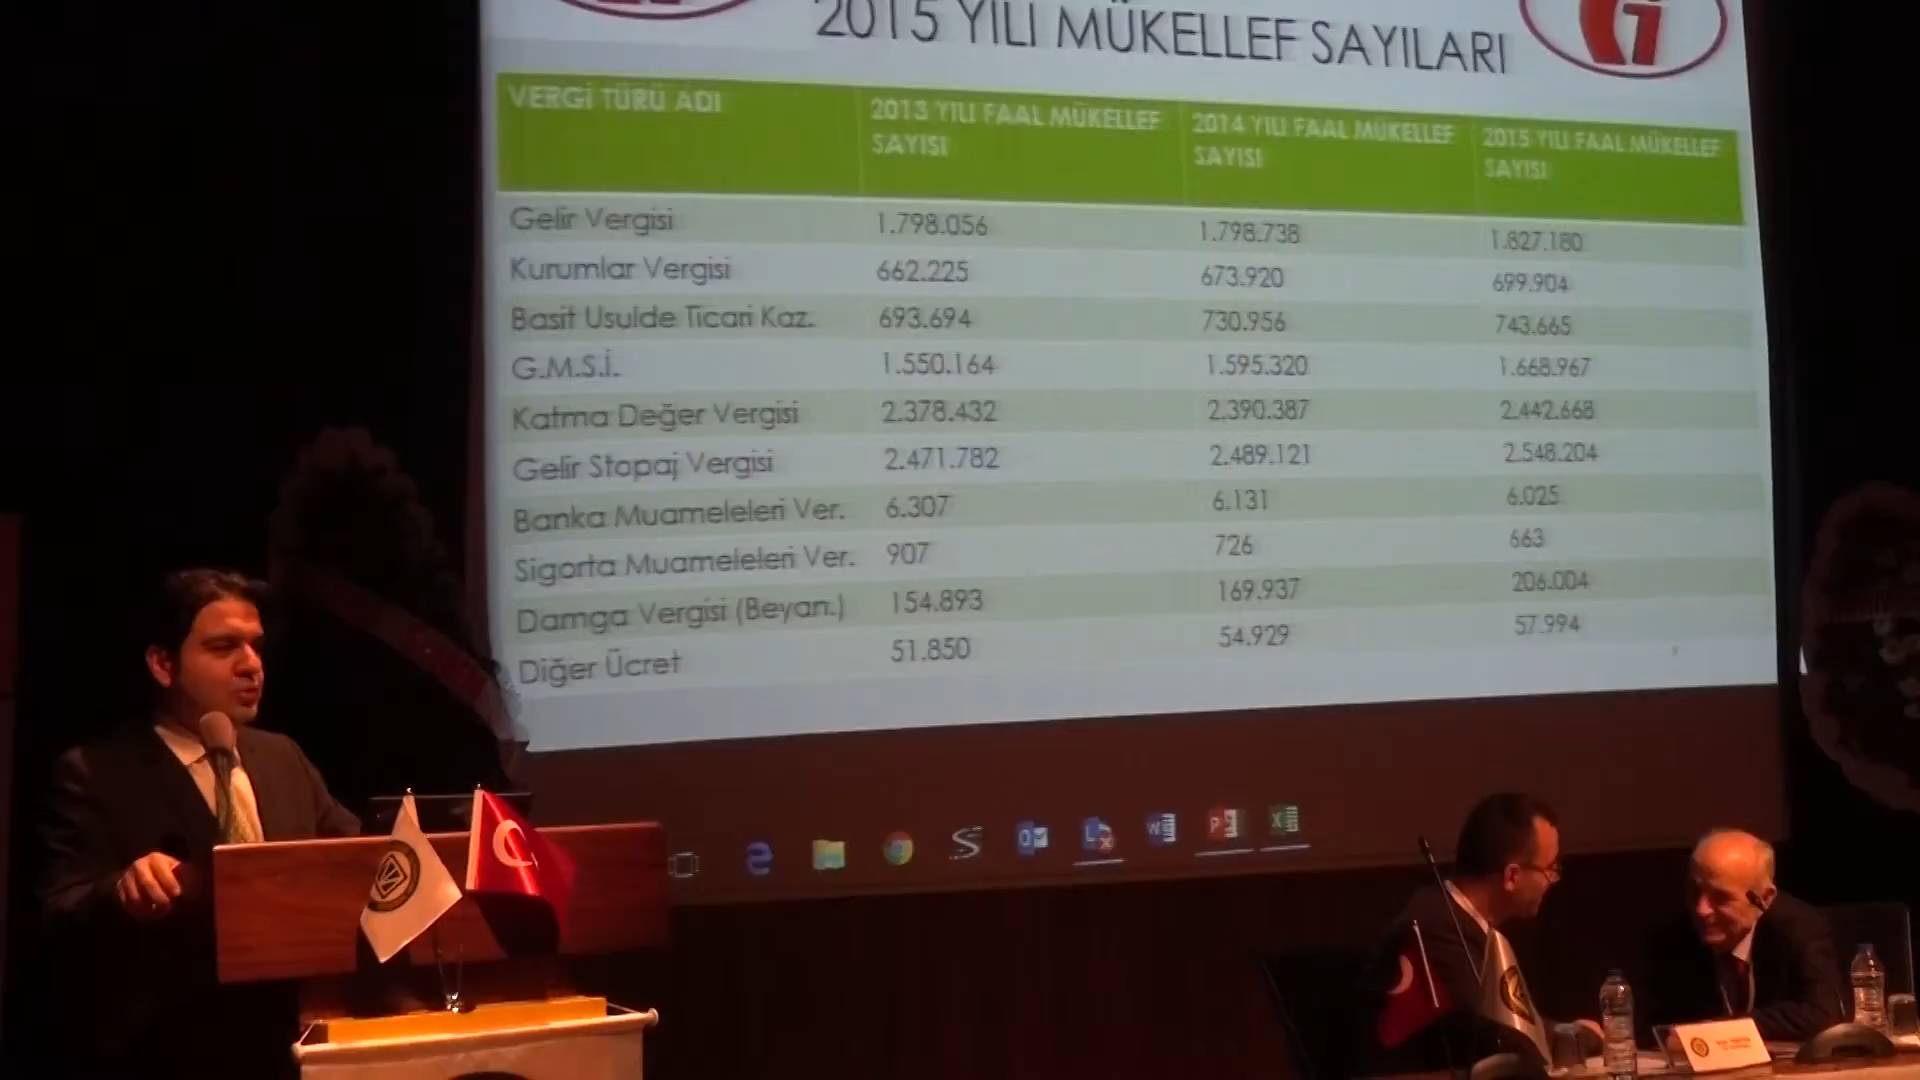 2015 YILI MÜKELLEF SAYILARI
VERGİ TÜRÜ ADI 2013 YILI FAAL MÜKELLEF SAYISI 2014 YILI FAAL MÜKELLEF SAYISI 2015 YILI FAAL MÜKELLEF SAYISI
Gelir Vergisi 1.798.056 1.798.738 1.827.180
Kurumlar Vergisi 662.225 673.920 699.904
Basit Usulde Ticari Kaz. 693.694 730.956 743.665
G.M.S.İ. 1.550.164 1.595.320 1.668.967
Katma Değer Vergisi 2.378.432 2.390.387 2.442.668
Gelir Stopaj Vergisi 2.471.782 2.489.121 2.548.204
Banka Muameleleri Ver. 6.307 6.131 6.025
Sigorta Muameleleri Ver. 907 726 663
Damga Vergisi (Beyan.) 154.893 169.937 206.004
Diğer Ücret 51.850 54.929 57.994